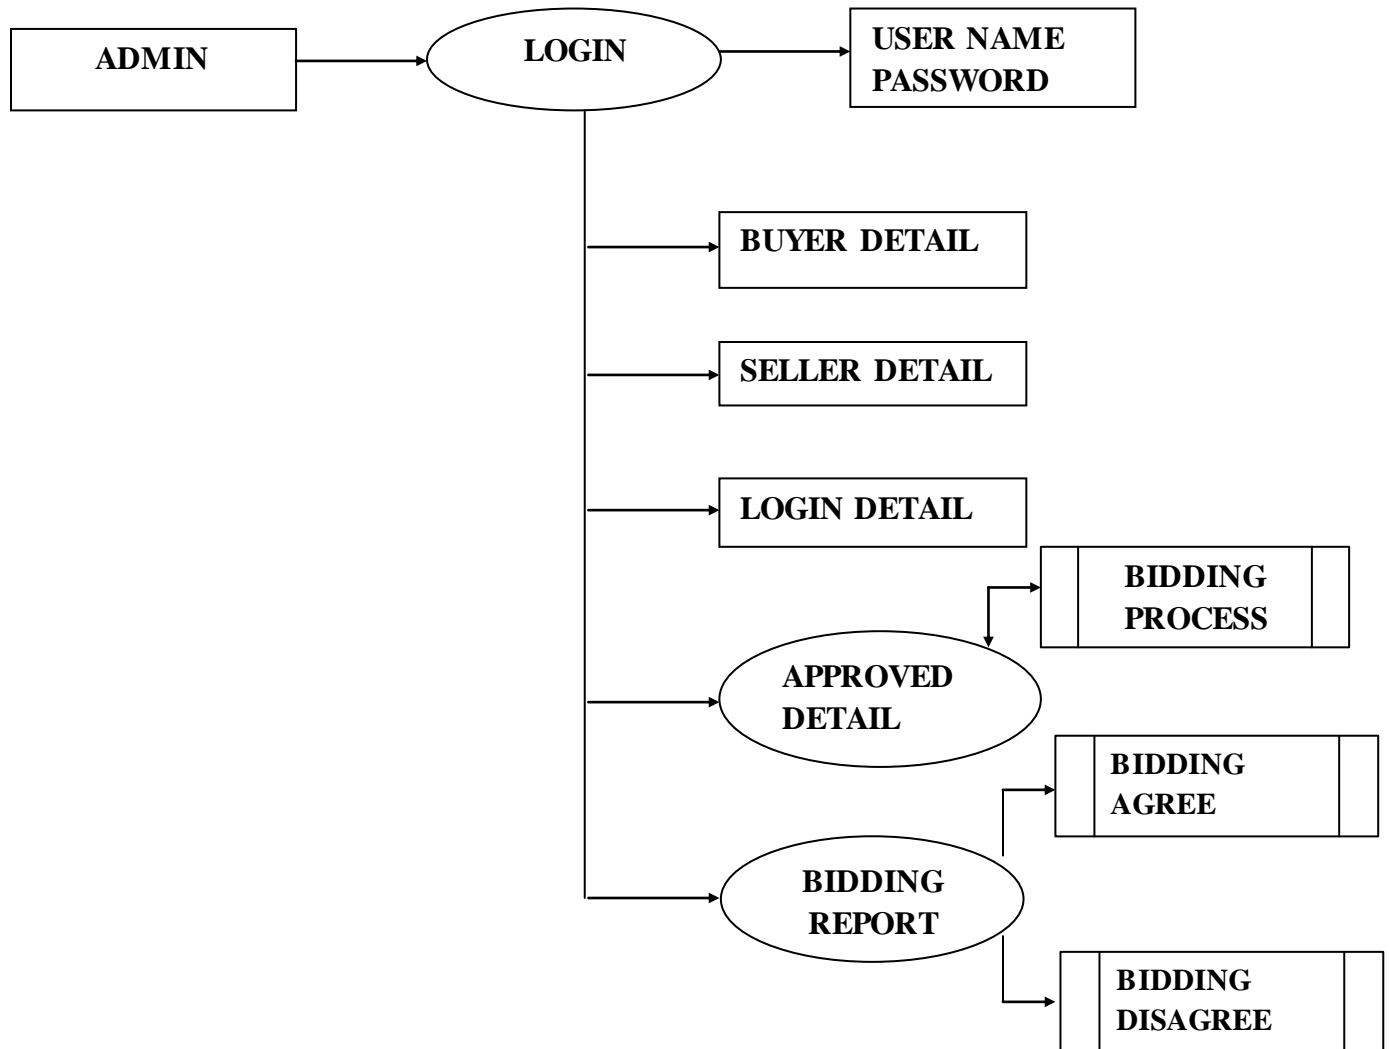 ADMIN
LOGIN
USER NAME
PASSWORD
BUYER DETAIL
SELLER DETAIL
LOGIN DETAIL
BIDDING
PROCESS
APPROVED
DETAIL
BIDDING
AGREE
BIDDING
REPORT
BIDDING
DISAGREE